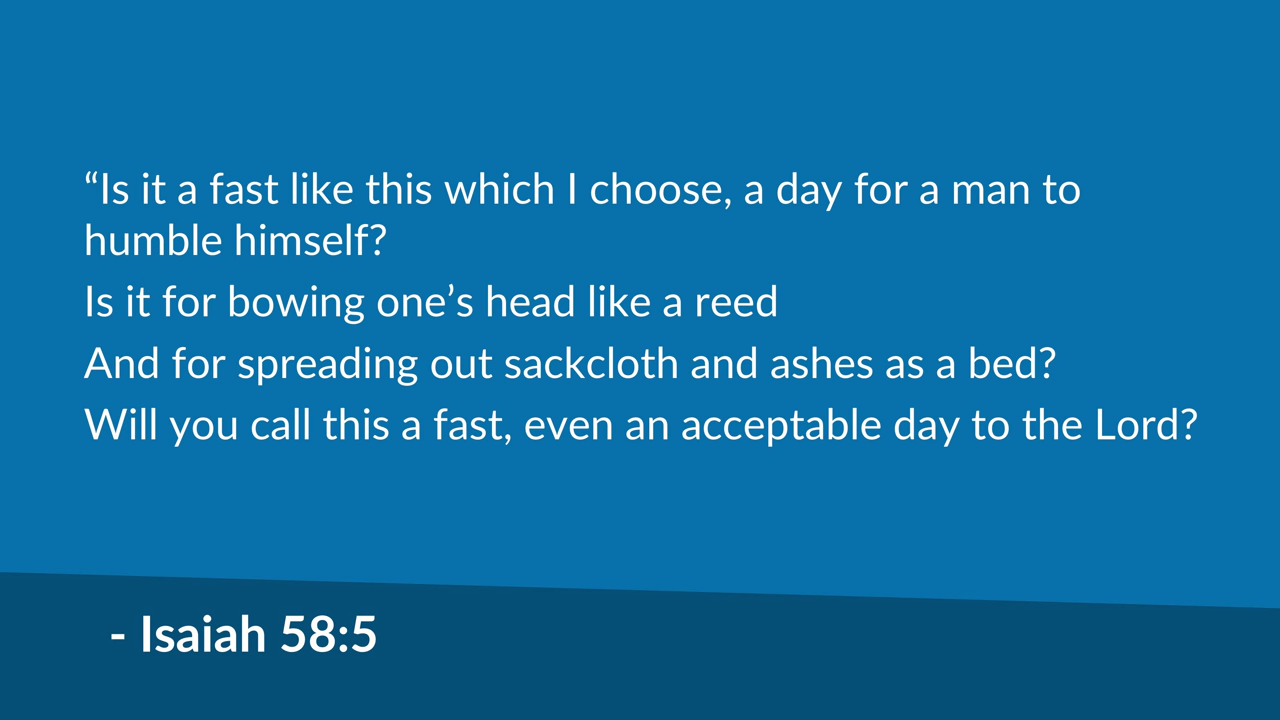 “Is it a fast like this which I choose, a day for a man to
humble himself?
Is it for bowing one’s head like a reed
And for spreading out sackcloth and ashes as a bed?
Will you call this a fast, even an acceptable day to the Lord?
- Isaiah 58:5